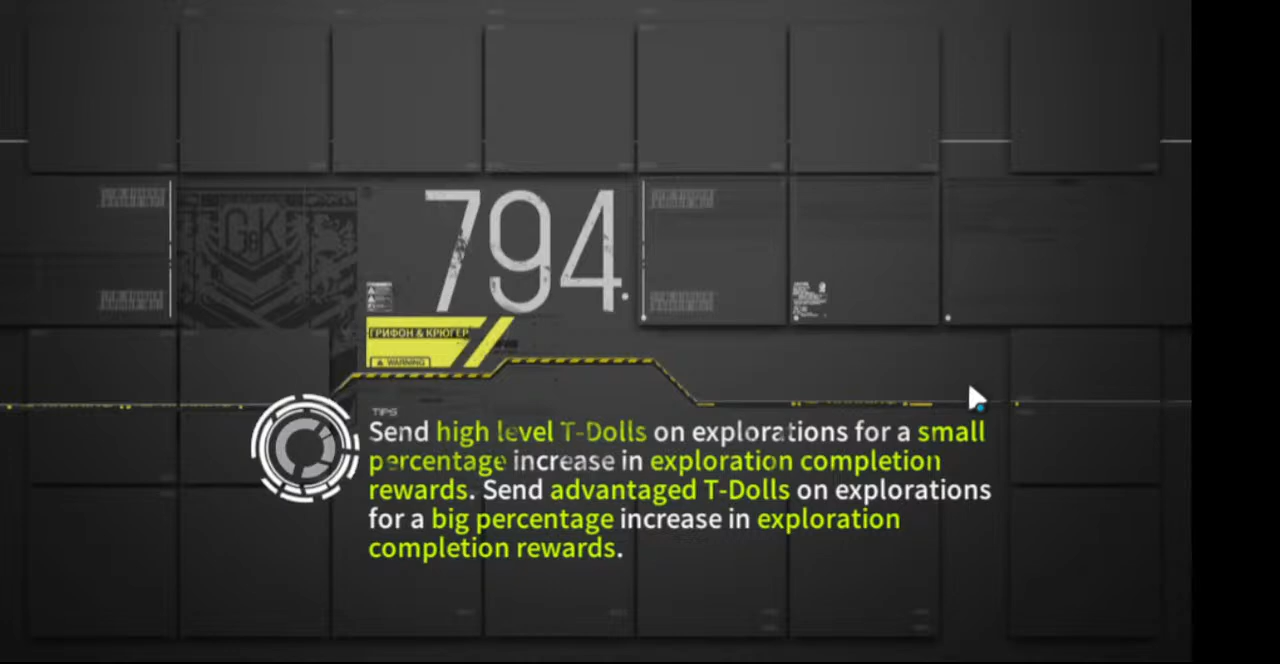 G&K
794.
ГРИФОН & КРЮГЕР
WARNING
TIPS
Send high level T-Dolls on explorations for a small
percentage increase in exploration completion
rewards. Send advantaged T-Dolls on explorations
for a big percentage increase in exploration
completion rewards.